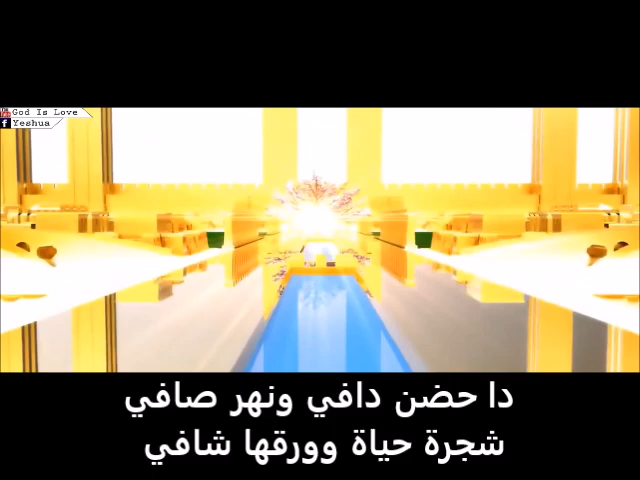 God Is Love
Yeshua
دا حضن دافي ونهر صافي
شجرة حياة وورقها شافي